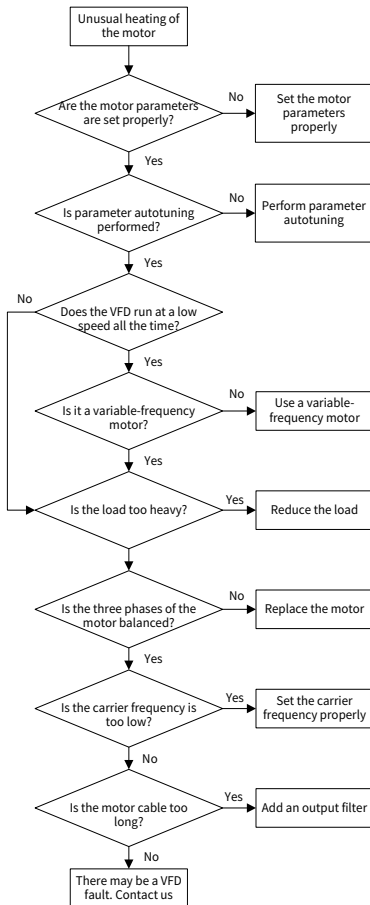 Unusual heating of
the motor
Are the motor parameters
are set properly?
No
Set the motor
parameters
properly
Yes
Is parameter autotuning
performed?
No
Perform parameter
autotuning
Yes
No
Does the VFD run at a low
speed all the time?
Yes
Is it a variable-frequency
motor?
No
Use a variable-
frequency motor
Yes
Is the load too heavy?
Yes
Reduce the load
Is the three phases of the
motor balanced?
No
Replace the motor
Yes
Is the carrier frequency is
too low?
Yes
Set the carrier
frequency properly
No
Is the motor cable too
long?
Yes
Add an output filter
No
There may be a VFD
fault. Contact us